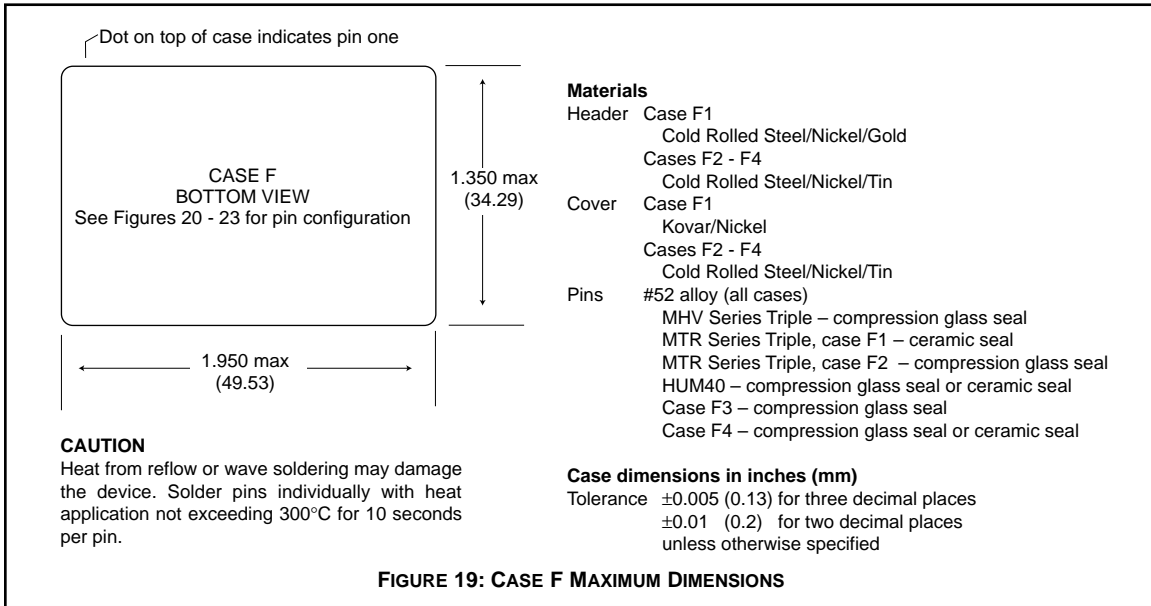 Dot on top of case indicates pin one
CASE F
BOTTOM VIEW
See Figures 20 - 23 for pin configuration
1.350 max
(34.29)
1.950 max
(49.53)
CAUTION
Heat from reflow or wave soldering may damage
the device. Solder pins individually with heat
application not exceeding 300°C for 10 seconds
per pin.
Materials
Header Case F1
Cold Rolled Steel/Nickel/Gold
Cases F2 - F4
Cold Rolled Steel/Nickel/Tin
Cover Case F1
Kovar/Nickel
Cases F2 - F4
Cold Rolled Steel/Nickel/Tin
Pins #52 alloy (all cases)
MHV Series Triple – compression glass seal
MTR Series Triple, case F1 – ceramic seal
MTR Series Triple, case F2 – compression glass seal
HUM40 – compression glass seal or ceramic seal
Case F3 – compression glass seal
Case F4 – compression glass seal or ceramic seal
Case dimensions in inches (mm)
Tolerance ±0.005 (0.13) for three decimal places
±0.01 (0.2) for two decimal places
unless otherwise specified
FIGURE 19: CASE F MAXIMUM DIMENSIONS